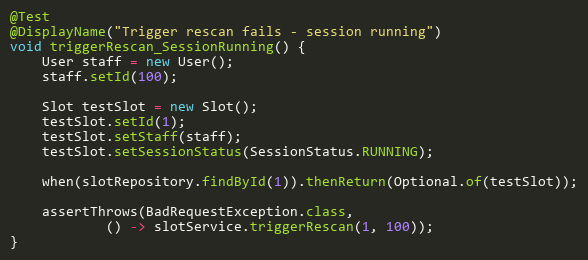 @Test
@DisplayName("Trigger rescan fails - session running")
void triggerRescan_SessionRunning() {
    User staff = new User();
    staff.setId(100);

    Slot testSlot = new Slot();
    testSlot.setId(1);
    testSlot.setStaff(staff);
    testSlot.setSessionStatus(SessionStatus.RUNNING);

    when(slotRepository.findById(1)).thenReturn(Optional.of(testSlot));

    assertThrows(BadRequestException.class,
            () -> slotService.triggerRescan(1, 100));
}